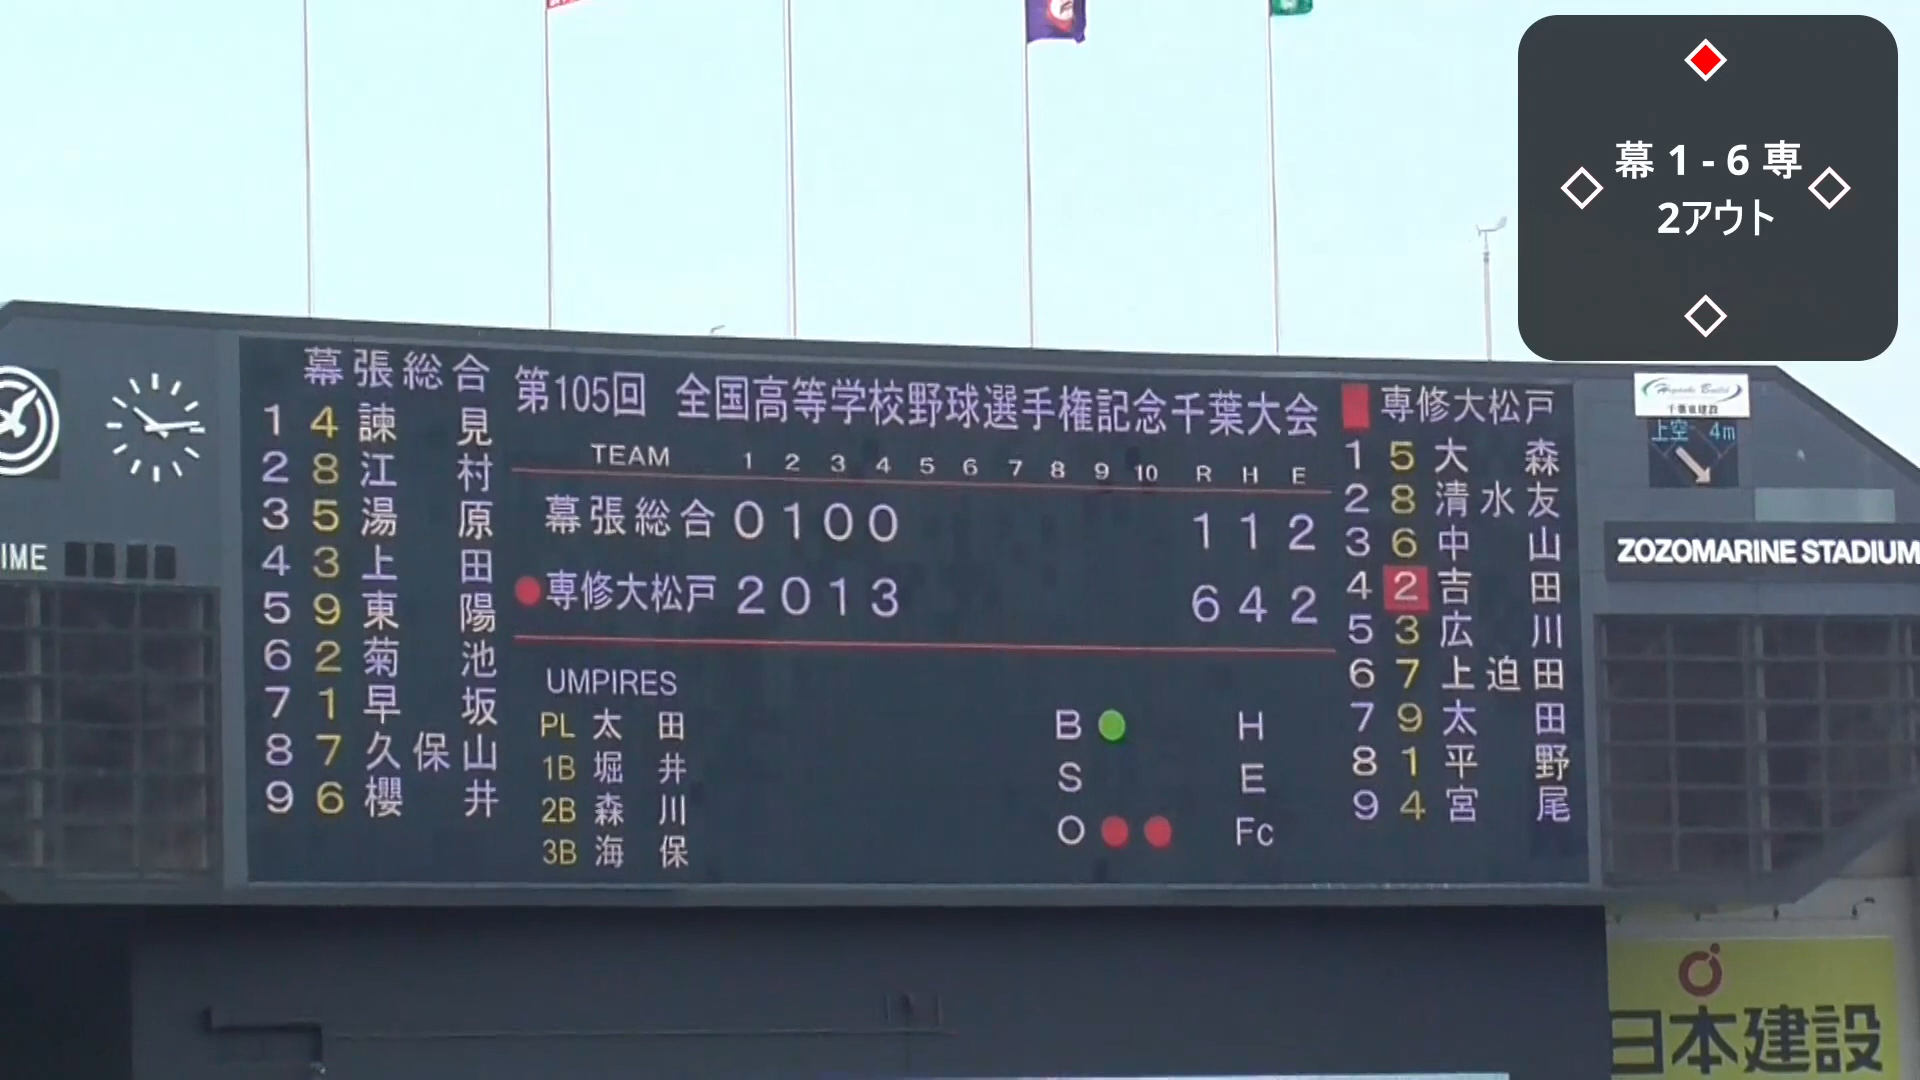 幕 1 - 6 専
2アウト
幕張総合
1 4 諫見
2 8 江村
3 5 湯原
4 3 上田
5 9 東陽
6 2 菊池
7 1 早坂
8 7 久保山
9 6 櫻井
第105回 全国高等学校野球選手権記念千葉大会
TEAM 1 2 3 4 5 6 7 8 9 10 R H E
幕張総合 0 1 0 0 1 1 2
専修大松戸 2 0 1 3 6 4 2
UMPIRES
PL 太田
1B 堀井
2B 森川
3B 海保
B H
S E
O Fc
専修大松戸
1 5 大森
2 8 清水友
3 6 中山
4 2 吉田
5 3 広川
6 7 上迫田
7 9 太田
8 1 平野
9 4 宮尾
IME
千葉東建設
上空 4m
ZOZOMARINE STADIUM
日本建設